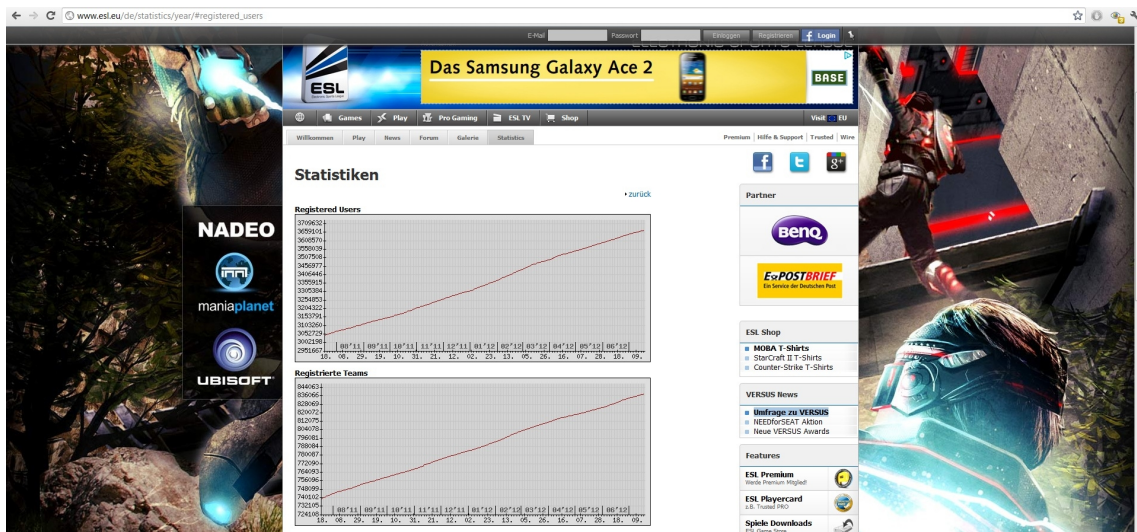 www.esl.eu/de/statistics/year/#registered_users
E-Mail Passwort Einloggen Registrieren f Login
ESL
Das Samsung Galaxy Ace 2
BASE
Games Play Pro Gaming ESL TV Shop Visit EU
Willkommen Play News Forum Galerie Statistics Premium Hilfe & Support Trusted Wire
Statistiken
zurück
Registered Users
3709632
3659101
3608570
3558039
3507508
3456977
3406446
3355915
3305384
3254853
3204322
3153791
3103260
3052729
3002198
2951667
08'11 09'11 10'11 11'11 12'11 01'12 02'12 03'12 04'12 05'12 06'12
18. 08. 29. 19. 10. 31. 21. 12. 02. 23. 13. 05. 26. 16. 07. 28. 18. 09.
Registrierte Teams
844063
836066
828069
820072
812075
804078
796081
788084
780087
772090
764093
756096
748099
740102
732105
724108
08'11 09'11 10'11 11'11 12'11 01'12 02'12 03'12 04'12 05'12 06'12
18. 08. 29. 19. 10. 31. 21. 12. 02. 23. 13. 05. 26. 16. 07. 28. 18. 09.
NADEO
maniaplanet
UBISOFT
f t g+
Partner
BenQ
E-POSTBRIEF
Ein Service der Deutschen Post
ESL Shop
MOBA T-Shirts
StarCraft II T-Shirts
Counter-Strike T-Shirts
VERSUS News
Umfrage zu VERSUS
NEEDforSEAT Aktion
Neue VERSUS Awards
Features
ESL Premium
Werde Premium Mitglied!
ESL Playercard
z.B. Trusted PRO
Spiele Downloads
ESL Game Store